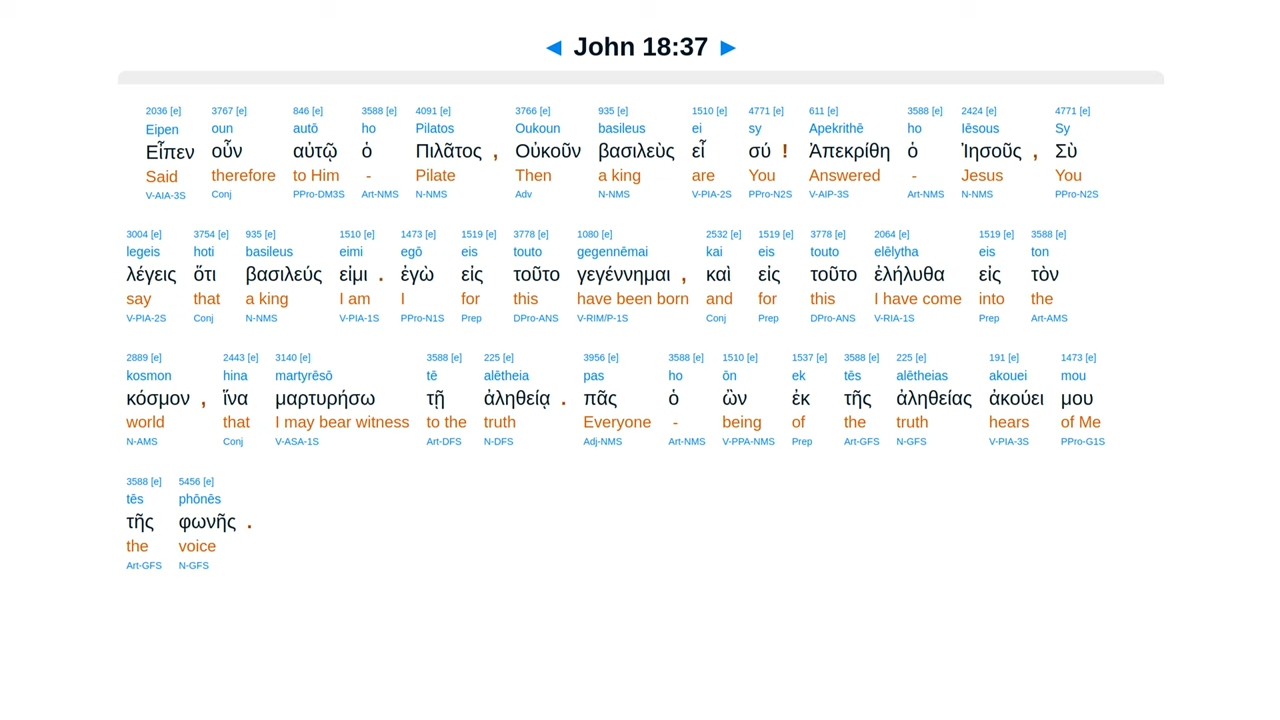 ◄ John 18:37 ►
2036 [e] 3767 [e] 846 [e] 3588 [e] 4091 [e] 3766 [e] 935 [e] 1510 [e] 4771 [e] 611 [e] 3588 [e] 2424 [e] 4771 [e]
Eipen oun autō ho Pilatos Oukoun basileus ei sy Apekrithē ho Iēsous Sy
Εἶπεν οὖν αὐτῷ ὁ Πιλᾶτος , Οὐκοῦν βασιλεὺς εἶ σύ ! Ἀπεκρίθη ὁ Ἰησοῦς , Σὺ
Said therefore to Him - Pilate Then a king are You Answered - Jesus You
V-AIA-3S Conj PPro-DM3S Art-NMS N-NMS Adv N-NMS V-PIA-2S PPro-N2S V-AIP-3S Art-NMS N-NMS PPro-N2S
3004 [e] 3754 [e] 935 [e] 1510 [e] 1473 [e] 1519 [e] 3778 [e] 1080 [e] 2532 [e] 1519 [e] 3778 [e] 2064 [e] 1519 [e] 3588 [e]
legeis hoti basileus eimi egō eis touto gegennēmai kai eis touto elēlytha eis ton
λέγεις ὅτι βασιλεύς εἰμι . ἐγὼ εἰς τοῦτο γεγέννημαι , καὶ εἰς τοῦτο ἐλήλυθα εἰς τὸν
say that a king I am I for this have been born and for this I have come into the
V-PIA-2S Conj N-NMS V-PIA-1S PPro-N1S Prep DPro-ANS V-RIM/P-1S Conj Prep DPro-ANS V-RIA-1S Prep Art-AMS
2889 [e] 2443 [e] 3140 [e] 3588 [e] 225 [e] 3956 [e] 3588 [e] 1510 [e] 1537 [e] 3588 [e] 225 [e] 191 [e] 1473 [e]
kosmon hina martyrēsō tē alētheia pas ho ōn ek tēs alētheias akouei mou
κόσμον , ἵνα μαρτυρήσω τῇ ἀληθείᾳ . πᾶς ὁ ὢν ἐκ τῆς ἀληθείας ἀκούει μου
world that I may bear witness to the truth Everyone - being of the truth hears of Me
N-AMS Conj V-ASA-1S Art-DFS N-DFS Adj-NMS Art-NMS V-PPA-NMS Prep Art-GFS N-GFS V-PIA-3S PPro-G1S
3588 [e] 5456 [e]
tēs phōnēs
τῆς φωνῆς .
the voice
Art-GFS N-GFS